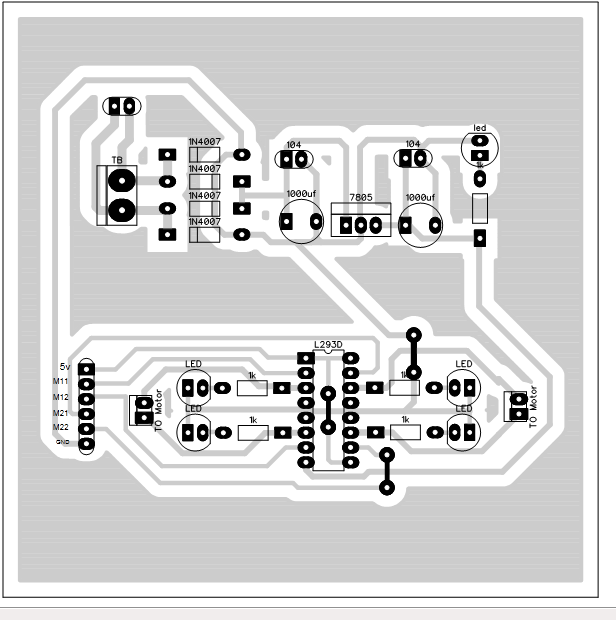 led
1N4007
104
104
TB
1k
1N4007
1N4007
1000uf
7805
1000uf
1N4007
L293D
5v
LED
LED
M11
1k
1k
M12
TO Motor
TO Motor
M21
LED
LED
M22
1k
1k
GND